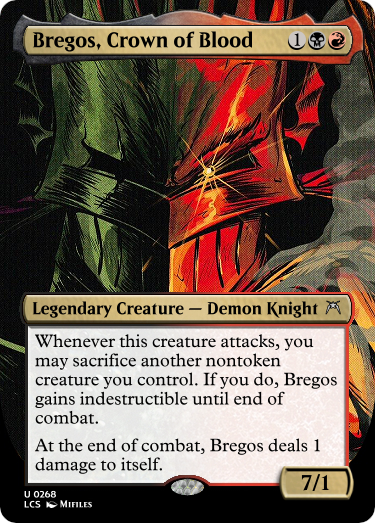 Bregos, Crown of Blood 1
Legendary Creature — Demon Knight
Whenever this creature attacks, you
may sacrifice another nontoken
creature you control. If you do, Bregos
gains indestructible until end of
combat.
At the end of combat, Bregos deals 1
damage to itself.
7/1
U 0268
LCS MIFILES